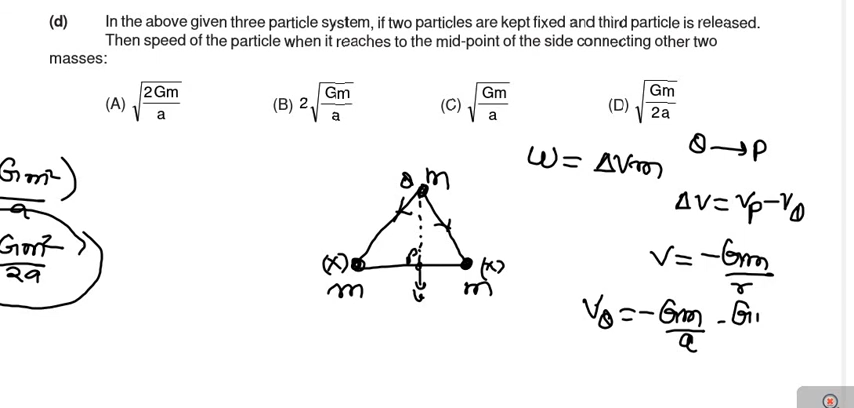 (d) In the above given three particle system, if two particles are kept fixed and third particle is released.
Then speed of the particle when it reaches to the mid-point of the side connecting other two
masses:
(A) √(2Gm/a) (B) 2√(Gm/a) (C) √(Gm/a) (D) √(Gm/2a)
W = ΔVm Q→P
Gm²/a
Q m
ΔV = Vp - VQ
Gm²/2a
(x) P (x)
V = -Gm/r
m v m
VQ = -Gm/a - G